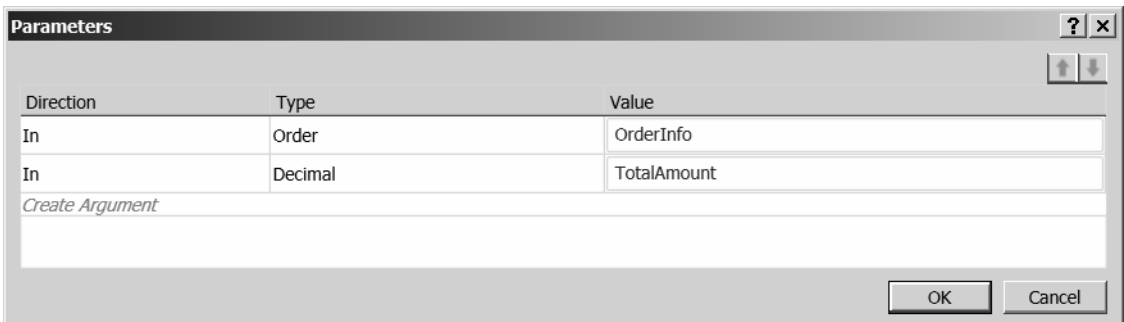 Parameters
Direction Type Value
In Order OrderInfo
In Decimal TotalAmount
Create Argument
OK Cancel